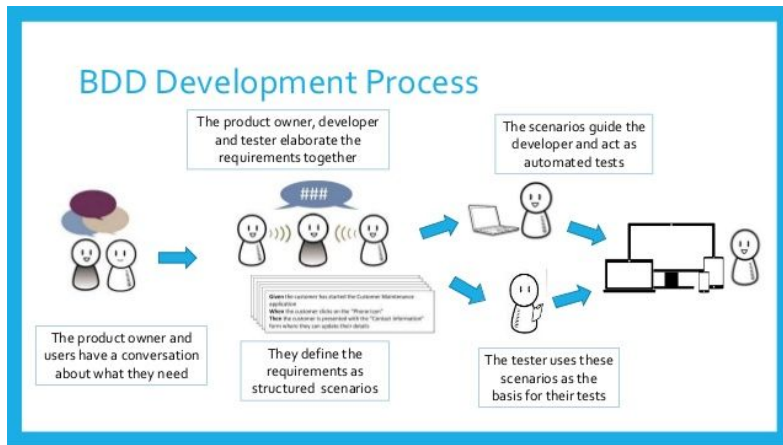 BDD Development Process
The product owner, developer
and tester elaborate the
requirements together
The scenarios guide the
developer and act as
automated tests
###
Given the customer has started the Customer Maintenance
application
When the customer clicks on the "Phone Icon"
Then the customer is presented with the "Contact Information"
form where they can update their details
The product owner and
users have a conversation
about what they need
They define the
requirements as
structured scenarios
The tester uses these
scenarios as the
basis for their tests